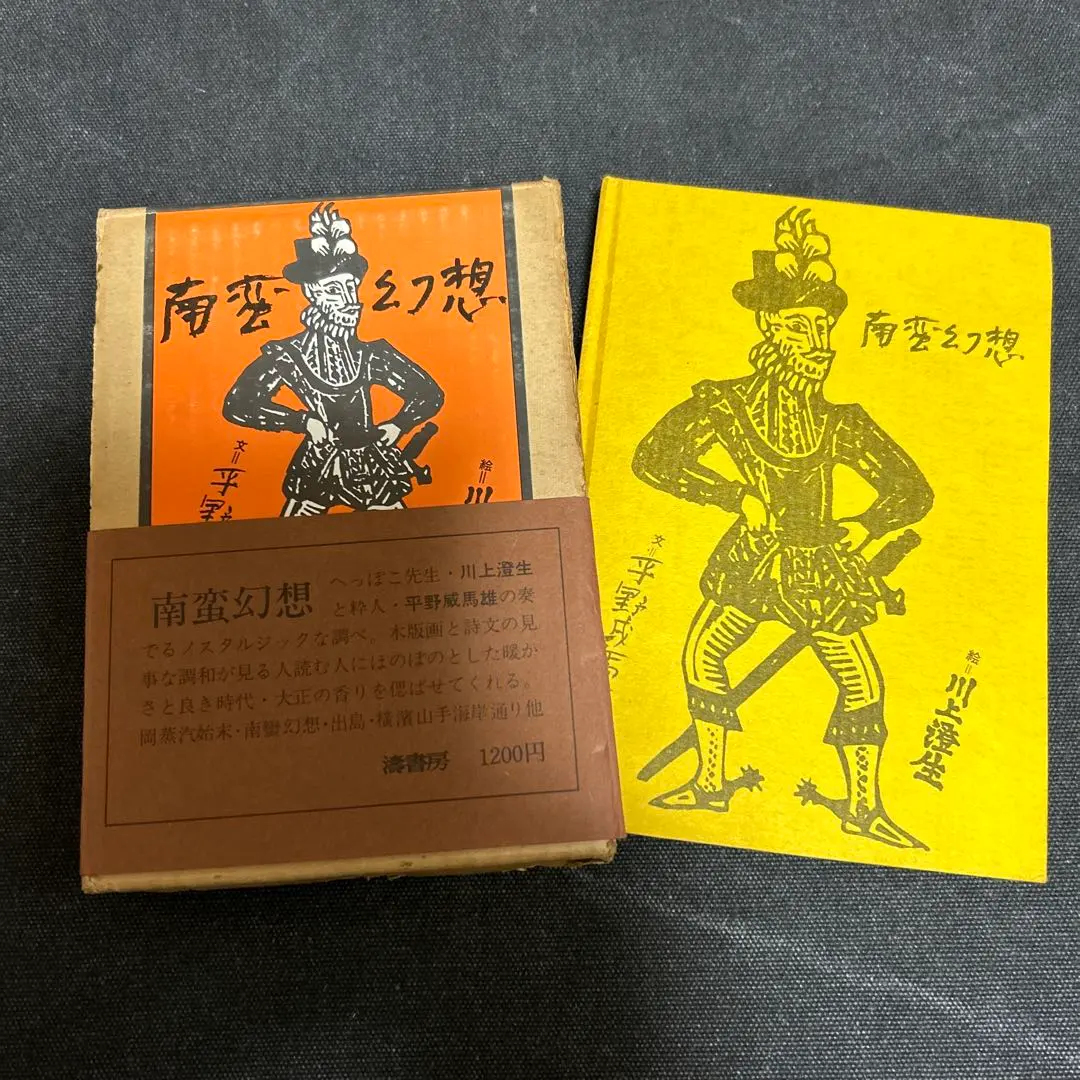 南蛮幻想
文=平野
絵=川
南蛮幻想
へっぽこ先生・川上澄生
と粋人・平野威馬雄の奏
でるノスタルジックな調べ。木版画と詩文の見
事な調和が見る人読む人にほのぼのとした暖か
さと良き時代・大正の香りを偲ばせてくれる。
岡蒸汽始末・南蠻幻想・出島・横濱山手海岸通り他
濤書房 1200円
南蛮幻想
文=平野威馬
絵=川上澄生